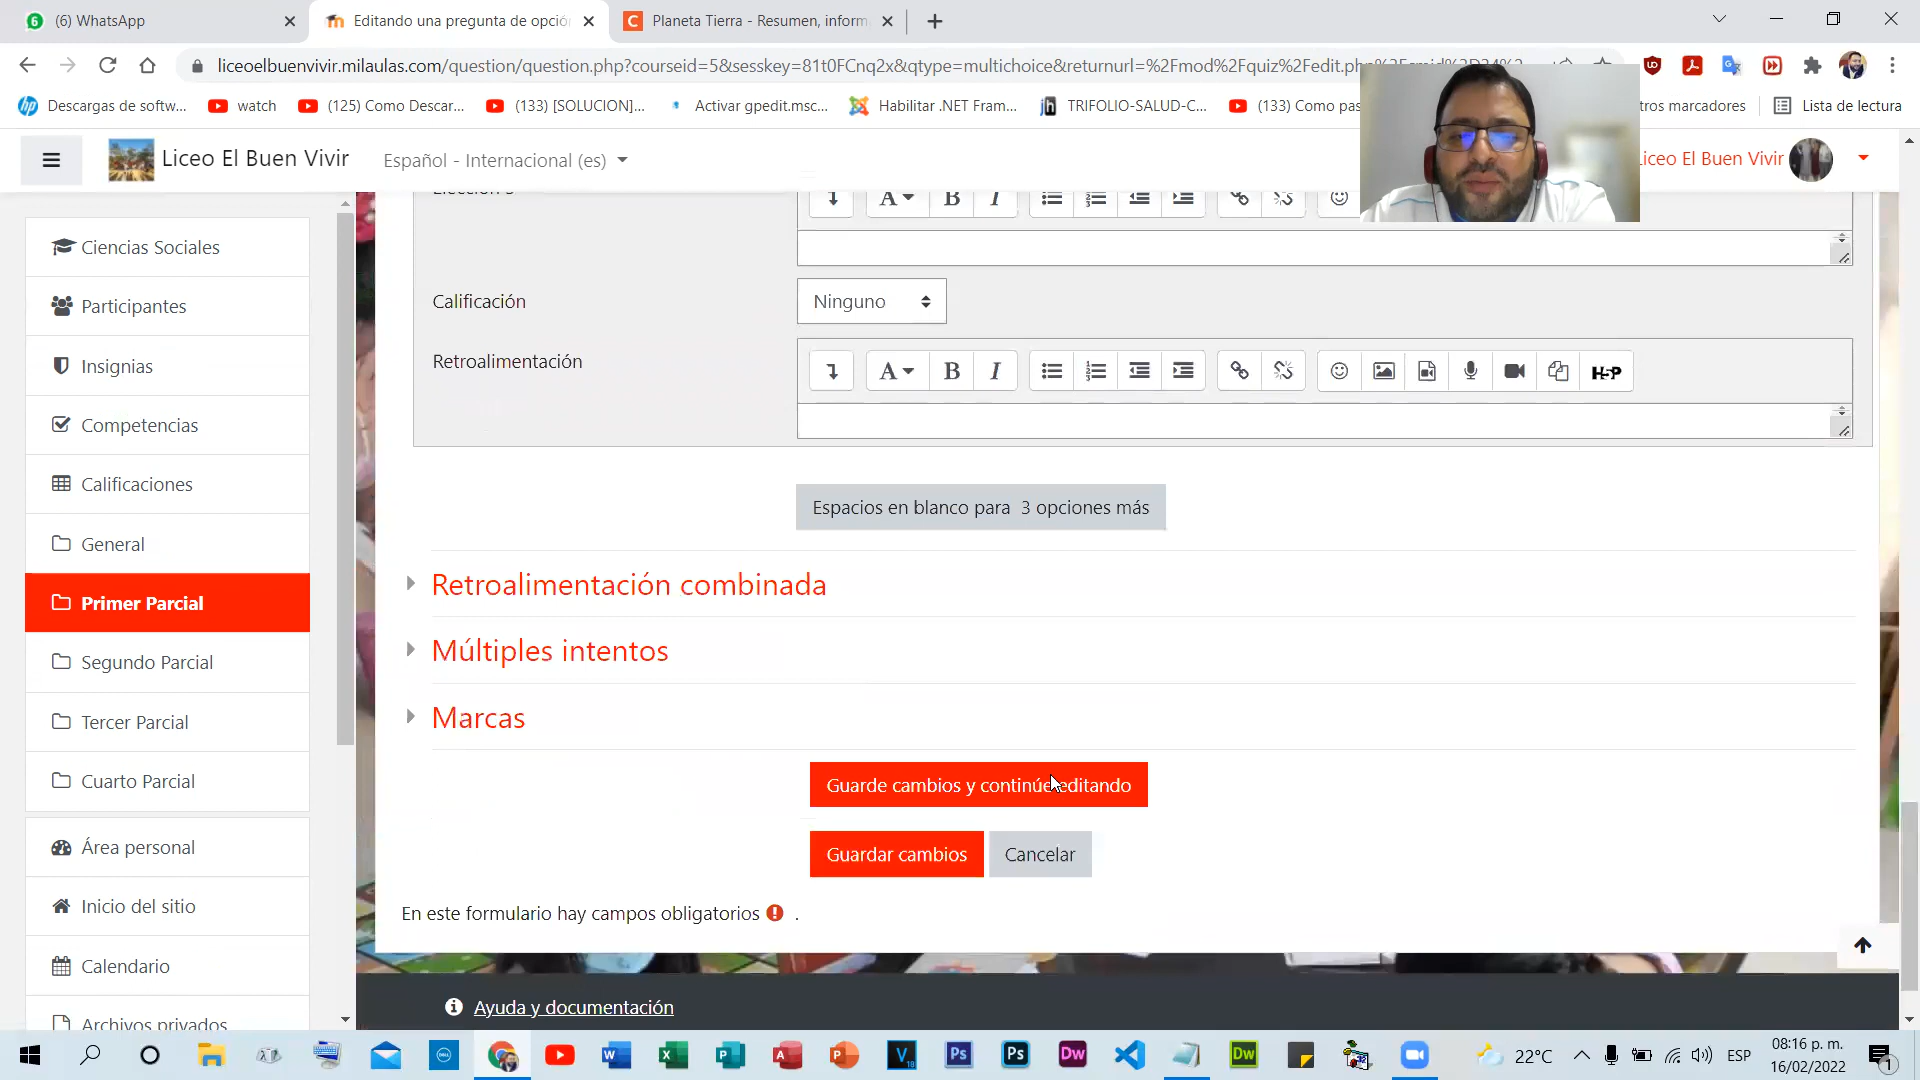 (6) WhatsApp
Editando una pregunta de opció
Planeta Tierra - Resumen, inform
liceoelbuenvivir.milaulas.com/question/question.php?courseid=5&sesskey=81t0FCnq2x&qtype=multichoice&returnurl=%2Fmod%2Fquiz%2Fedit.php
Descargas de softw...
watch
(125) Como Descar...
(133) [SOLUCION]...
Activar gpedit.msc...
Habilitar .NET Fram...
TRIFOLIO-SALUD-C...
(133) Como pas
tros marcadores
Lista de lectura
Liceo El Buen Vivir
Español - Internacional (es)
Liceo El Buen Vivir
Ciencias Sociales
Participantes
Insignias
Competencias
Calificaciones
General
Primer Parcial
Segundo Parcial
Tercer Parcial
Cuarto Parcial
Área personal
Inicio del sitio
Calendario
Archivos privados
Calificación
Ninguno
Retroalimentación
H5P
Espacios en blanco para 3 opciones más
Retroalimentación combinada
Múltiples intentos
Marcas
Guarde cambios y continúe editando
Guardar cambios
Cancelar
En este formulario hay campos obligatorios .
Ayuda y documentación
22°C
ESP
08:16 p. m.
16/02/2022
1